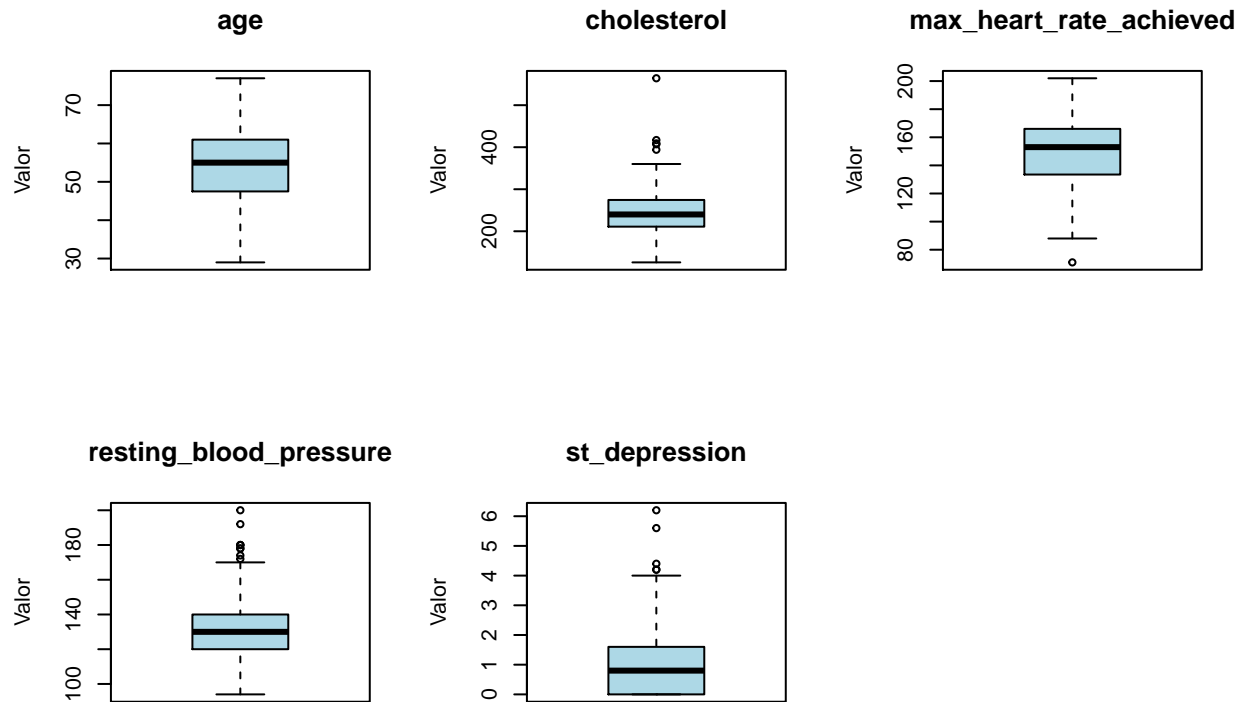 age
Valor
70
50
30
cholesterol
Valor
400
200
max_heart_rate_achieved
Valor
200
160
120
80
resting_blood_pressure
Valor
180
140
100
st_depression
Valor
6
5
4
3
2
1
0